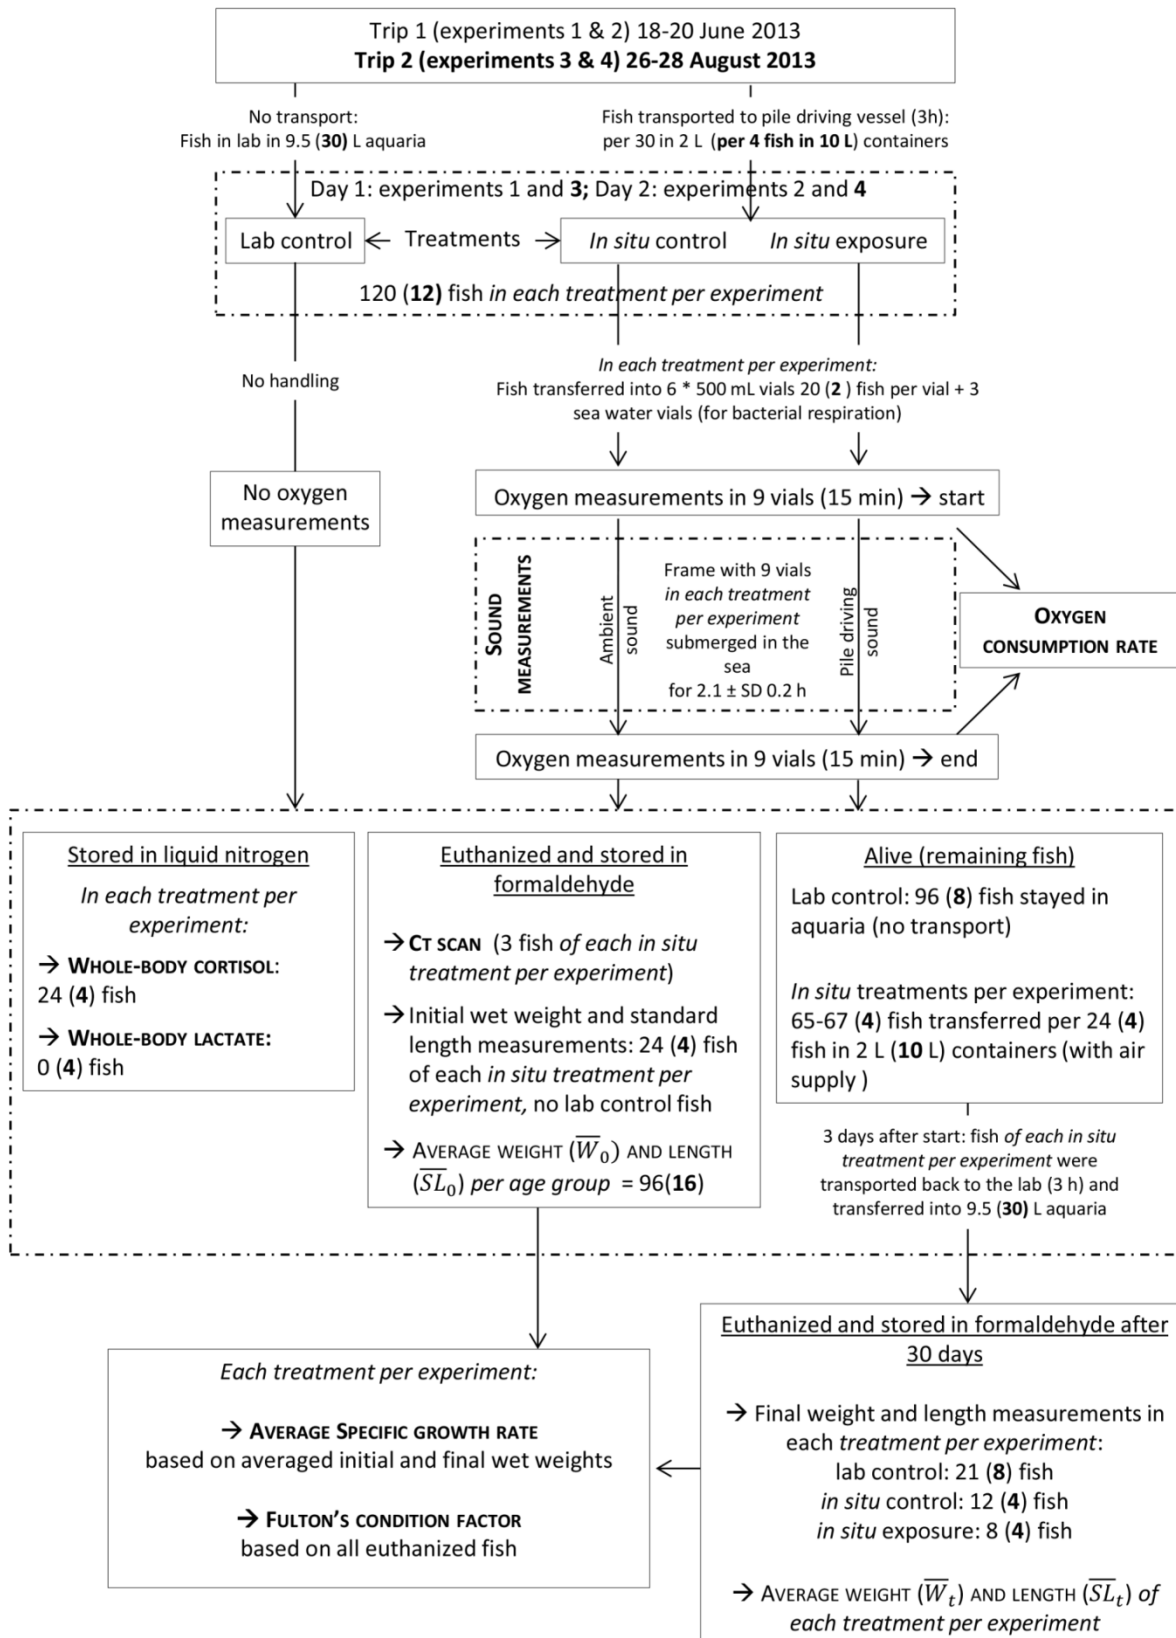 Trip 1 (experiments 1 & 2) 18-20 June 2013
Trip 2 (experiments 3 & 4) 26-28 August 2013
No transport:
Fish in lab in 9.5 (30) L aquaria
Fish transported to pile driving vessel (3h):
per 30 in 2 L (per 4 fish in 10 L) containers
Day 1: experiments 1 and 3; Day 2: experiments 2 and 4
Lab control
Treatments
In situ control
In situ exposure
120 (12) fish in each treatment per experiment
No handling
In each treatment per experiment:
Fish transferred into 6 * 500 mL vials 20 (2 ) fish per vial + 3
sea water vials (for bacterial respiration)
No oxygen
measurements
Oxygen measurements in 9 vials (15 min) → start
SOUND
MEASUREMENTS
Ambient
sound
Frame with 9 vials
in each treatment
per experiment
submerged in the
sea
for 2.1 ± SD 0.2 h
Pile driving
sound
OXYGEN
CONSUMPTION RATE
Oxygen measurements in 9 vials (15 min) → end
Stored in liquid nitrogen
In each treatment per
experiment:
→ WHOLE-BODY CORTISOL:
24 (4) fish
→ WHOLE-BODY LACTATE:
0 (4) fish
Euthanized and stored in
formaldehyde
→ CT SCAN (3 fish of each in situ
treatment per experiment)
→ Initial wet weight and standard
length measurements: 24 (4) fish
of each in situ treatment per
experiment, no lab control fish
→ AVERAGE WEIGHT (W̅₀) AND LENGTH
(S̅L̅₀) per age group = 96(16)
Alive (remaining fish)
Lab control: 96 (8) fish stayed in
aquaria (no transport)
In situ treatments per experiment:
65-67 (4) fish transferred per 24 (4)
fish in 2 L (10 L) containers (with air
supply )
3 days after start: fish of each in situ
treatment per experiment were
transported back to the lab (3 h) and
transferred into 9.5 (30) L aquaria
Each treatment per experiment:
→ AVERAGE SPECIFIC GROWTH RATE
based on averaged initial and final wet weights
→ FULTON'S CONDITION FACTOR
based on all euthanized fish
Euthanized and stored in formaldehyde after
30 days
→ Final weight and length measurements in
each treatment per experiment:
lab control: 21 (8) fish
in situ control: 12 (4) fish
in situ exposure: 8 (4) fish
→ AVERAGE WEIGHT (W̅ₜ) AND LENGTH (S̅L̅ₜ) of
each treatment per experiment